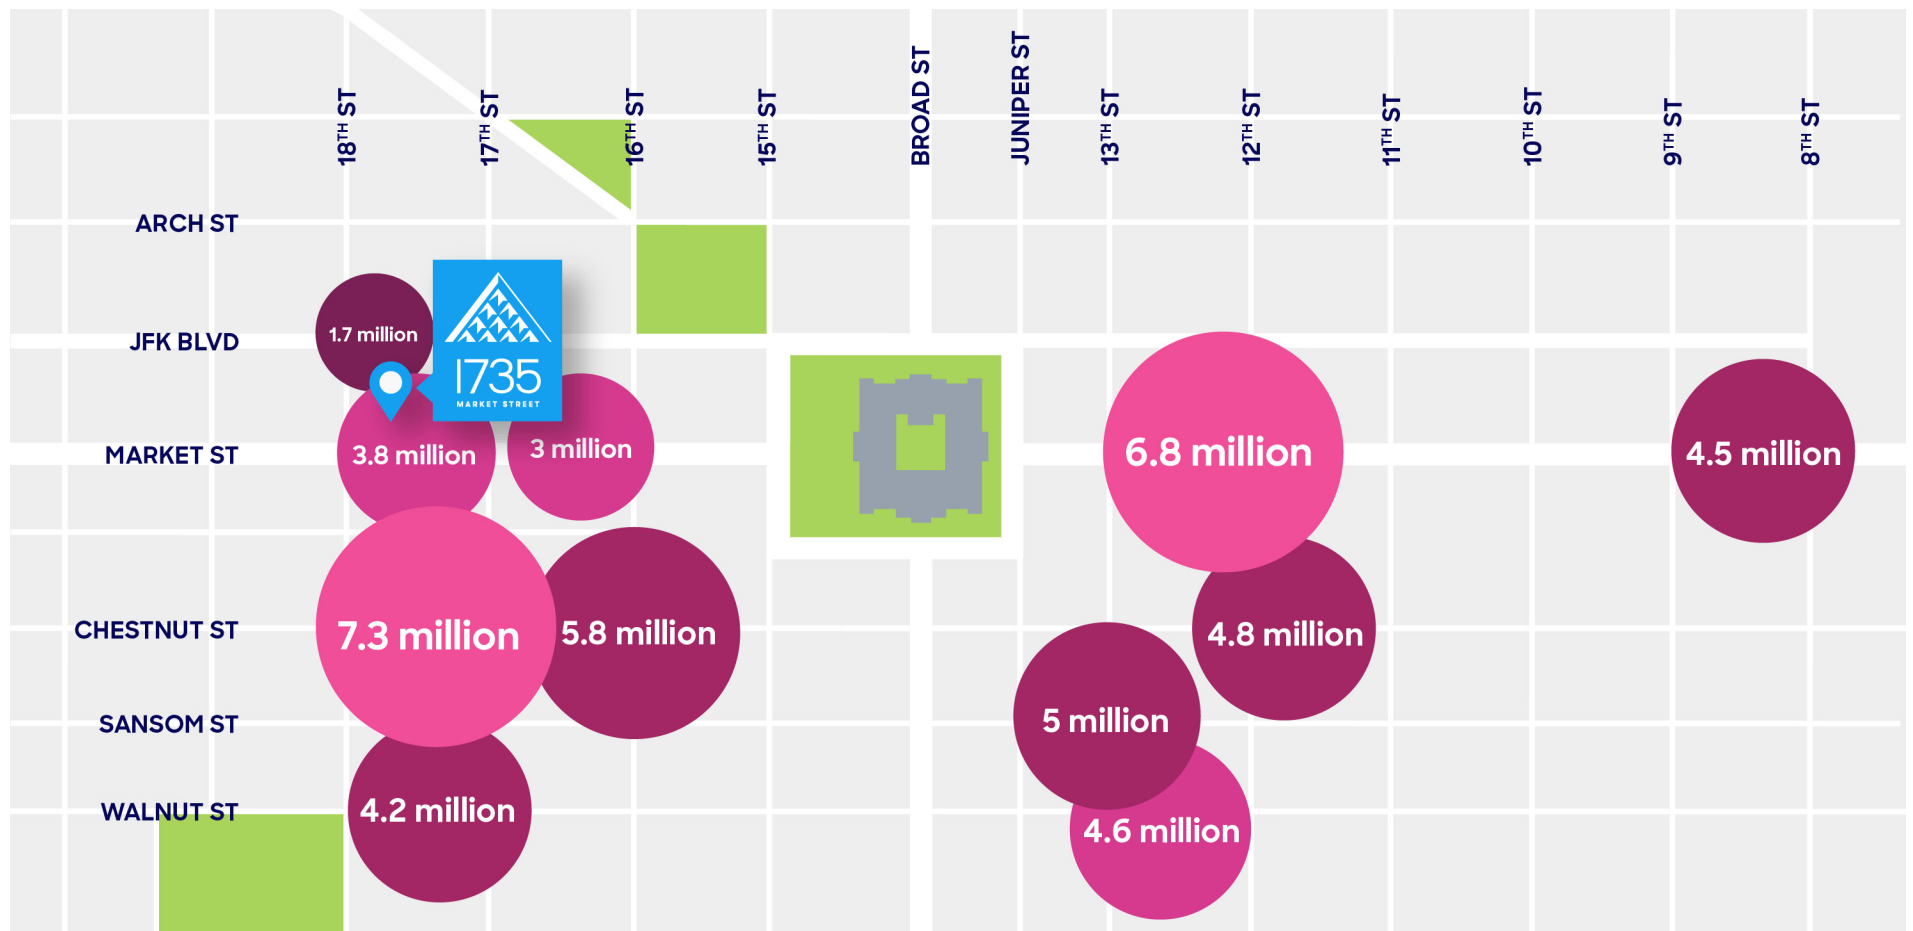 18TH ST
17TH ST
16TH ST
15TH ST
BROAD ST
JUNIPER ST
13TH ST
12TH ST
11TH ST
10TH ST
9TH ST
8TH ST
ARCH ST
JFK BLVD
MARKET ST
CHESTNUT ST
SANSOM ST
WALNUT ST
1.7 million
1735
MARKET STREET
3.8 million
3 million
6.8 million
4.5 million
7.3 million
5.8 million
4.8 million
5 million
4.2 million
4.6 million